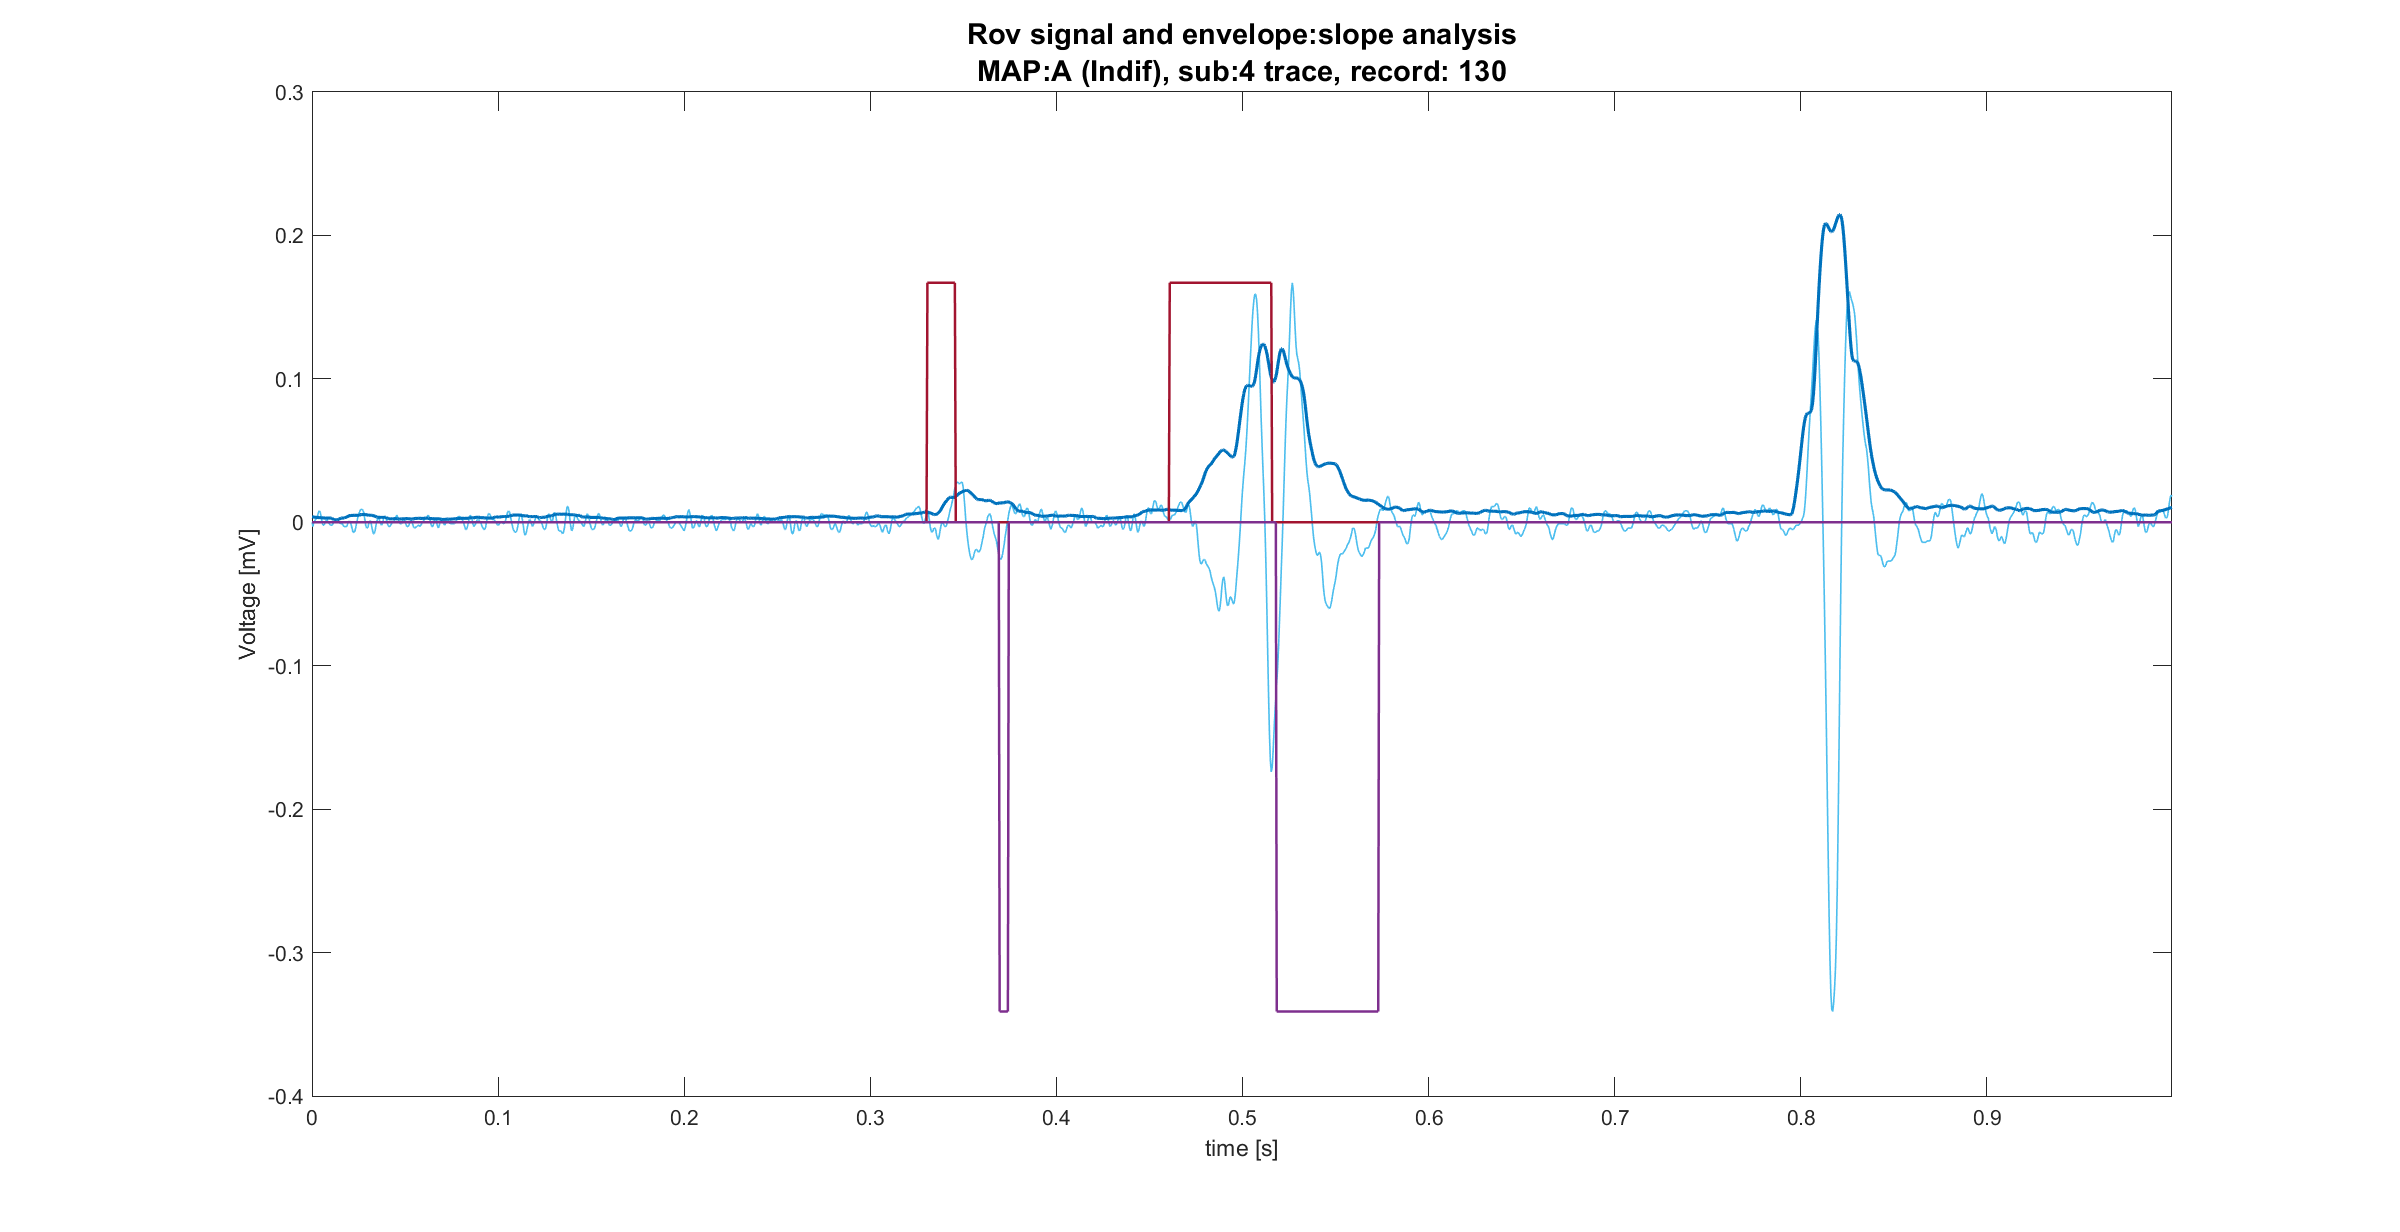 Rov signal and envelope:slope analysis
MAP:A (Indif), sub:4 trace, record: 130
0.3
0.2
0.1
0
-0.1
-0.2
-0.3
-0.4
Voltage [mV]
0 0.1 0.2 0.3 0.4 0.5 0.6 0.7 0.8 0.9
time [s]